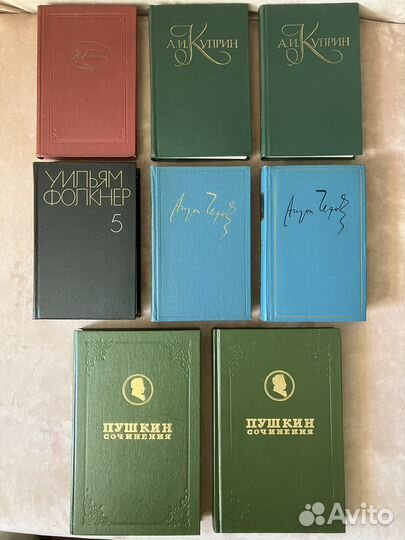 А.И. КУПРИН
А.И. КУПРИН
УИЛЬЯМ
ФОЛКНЕР
5
Антон Чехов
Антон Чехов
ПУШКИН
СОЧИНЕНИЯ
ПУШКИН
СОЧИНЕНИЯ
Avito